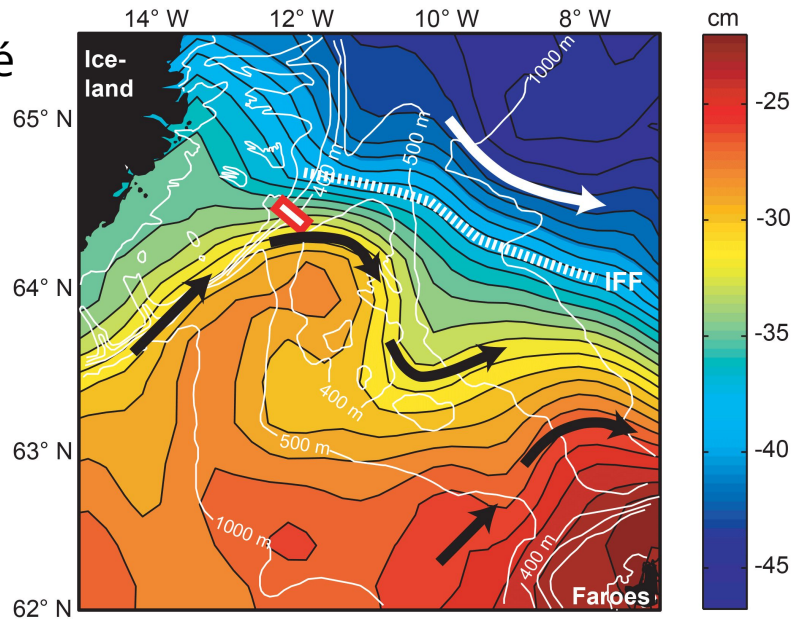 14° W 12° W 10° W 8° W cm
é
Ice-
land
1000 m
65° N
500 m
400 m
-25
-30
64° N
IFF
-35
400 m
63° N
500 m
-40
1000 m
400 m
-45
62° N
Faroes